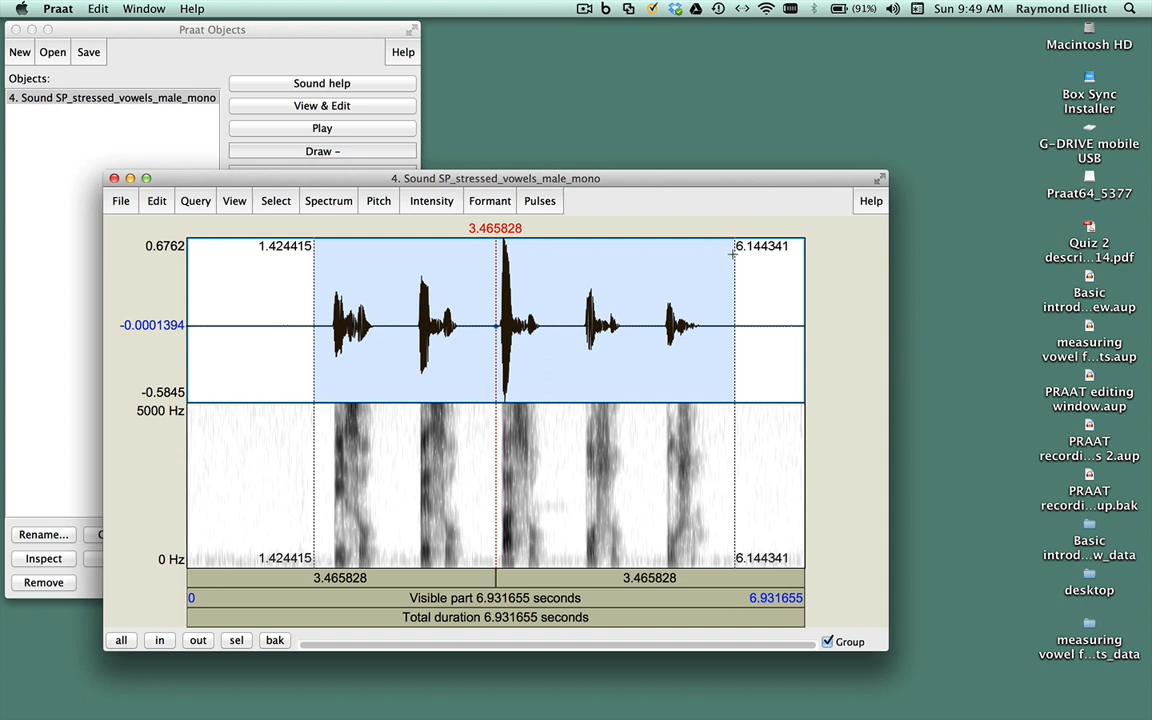 Praat Edit Window Help
(91%) Sun 9:49 AM Raymond Elliott
Praat Objects
New Open Save Help
Objects:
4. Sound SP_stressed_vowels_male_mono
Sound help
View & Edit
Play
Draw -
Rename...
C
Inspect
Remove
4. Sound SP_stressed_vowels_male_mono
File Edit Query View Select Spectrum Pitch Intensity Formant Pulses Help
3.465828
0.6762
1.424415
6.144341
-0.0001394
-0.5845
5000 Hz
0 Hz
1.424415
6.144341
3.465828
3.465828
0
Visible part 6.931655 seconds
6.931655
Total duration 6.931655 seconds
all in out sel bak
Group
Macintosh HD
Box Sync
Installer
G-DRIVE mobile
USB
Praat64_5377
Quiz 2
descri...14.pdf
Basic
introd...ew.aup
measuring
vowel f...ts.aup
PRAAT editing
window.aup
PRAAT
recordi...s 2.aup
PRAAT
recordi...up.bak
Basic
introd...w_data
desktop
measuring
vowel f...ts_data